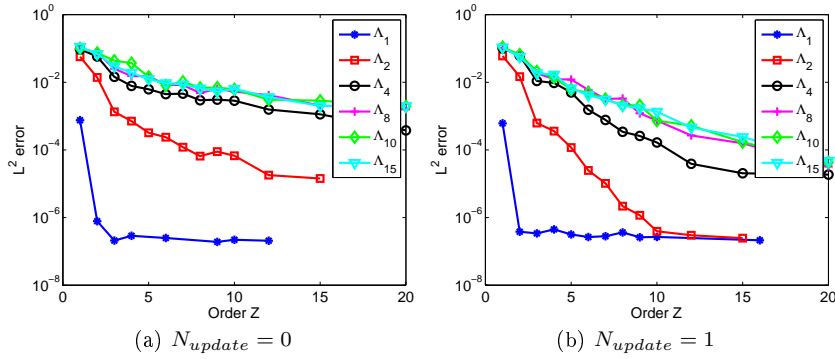 10^0
10^-2
10^-4
10^-6
10^-8
L^2 error
0 5 10 15 20
Order Z
Λ_1
Λ_2
Λ_4
Λ_8
Λ_10
Λ_15
(a) N_update = 0
10^0
10^-2
10^-4
10^-6
10^-8
L^2 error
0 5 10 15 20
Order Z
Λ_1
Λ_2
Λ_4
Λ_8
Λ_10
Λ_15
(b) N_update = 1